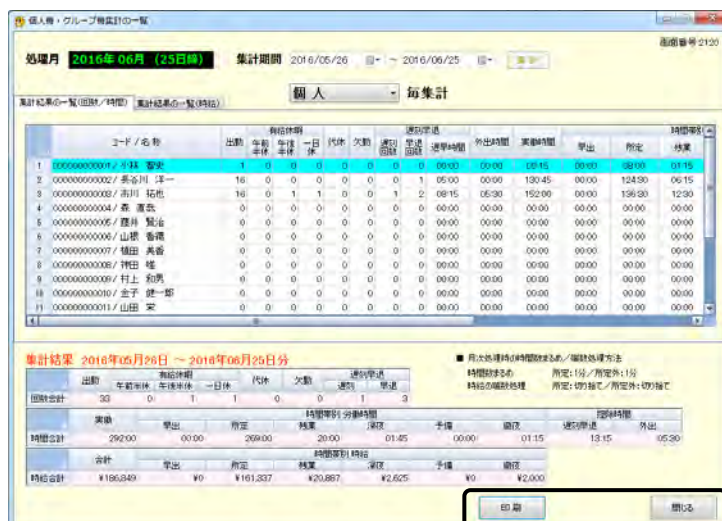 個人毎・グループ毎集計の一覧
画面番号:2120
処理月 2016年 06月 (25日締) 集計期間 2016/05/26 ～ 2016/06/25
個 人 毎集計
集計結果の一覧(回数/時間) 集計結果の一覧(時給)
有給休暇 遅刻早退 時間帯別
コード / 名 称 出勤 午前半休 午後半休 一日休 代休 欠勤 遅刻回数 早退回数 遅早時間 外出時間 実働時間 早出 所定 残業
1 000000000001/小林 1 0 0 0 0 0 0 0 00:00 00:00 09:15 00:00 08:00 01:15
2 000000000002/長谷川 洋一 16 0 0 0 0 0 0 1 05:00 00:00 130:45 00:00 124:30 06:15
3 000000000003/市川 拓也 16 0 1 1 0 0 1 2 08:15 05:30 152:00 00:00 136:30 12:30
4 000000000004/森 直哉 0 0 0 0 0 0 0 0 00:00 00:00 00:00 00:00 00:00 00:00
5 000000000005/ 賢治 0 0 0 0 0 0 0 0 00:00 00:00 00:00 00:00 00:00 00:00
6 000000000006/山根 香織 0 0 0 0 0 0 0 0 00:00 00:00 00:00 00:00 00:00 00:00
7 000000000007/植田 美香 0 0 0 0 0 0 0 0 00:00 00:00 00:00 00:00 00:00 00:00
8 000000000008/神田 唯 0 0 0 0 0 0 0 0 00:00 00:00 00:00 00:00 00:00 00:00
9 000000000009/村上 和男 0 0 0 0 0 0 0 0 00:00 00:00 00:00 00:00 00:00 00:00
10 000000000010/金子 健一郎 0 0 0 0 0 0 0 0 00:00 00:00 00:00 00:00 00:00 00:00
11 000000000011/山田 栄 0 0 0 0 0 0 0 0 00:00 00:00 00:00 00:00 00:00 00:00
集計結果 2016年05月26日 ～2016年06月25日分
■ 月次処理時の時間数まるめ/端数処理方法
時間数まるめ 所定:1分/所定外:1分
時給の端数処理 所定:切り捨て/所定外:切り捨て
出勤 有給休暇 代休 欠勤 遅刻早退
午前半休 午後半休 一日休 遅刻 早退
回数合計 33 0 1 1 0 0 1 3
実働 時間帯別 労働時間 控除時間
早出 所定 残業 深夜 予備 徹夜 遅刻早退 外出
時間合計 292:00 00:00 269:00 20:00 01:45 00:00 01:15 13:15 05:30
合計 時間帯別 時給
早出 所定 残業 深夜 予備 徹夜
時給合計 ¥186,849 ¥0 ¥161,337 ¥20,887 ¥2,625 ¥0 ¥2,000
印 刷 閉じる